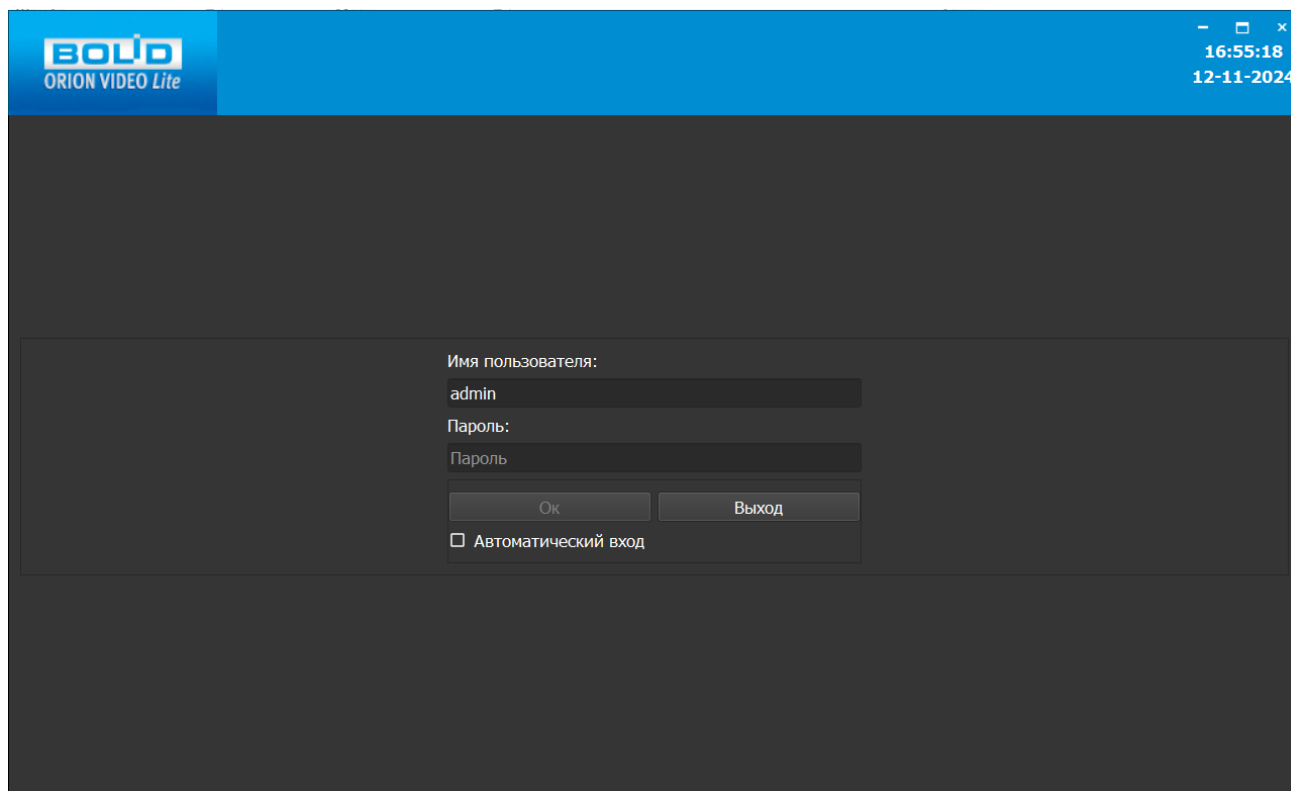 BOLID
ORION VIDEO Lite
16:55:18
12-11-2024
Имя пользователя:
admin
Пароль:
Пароль
Ок
Выход
Автоматический вход